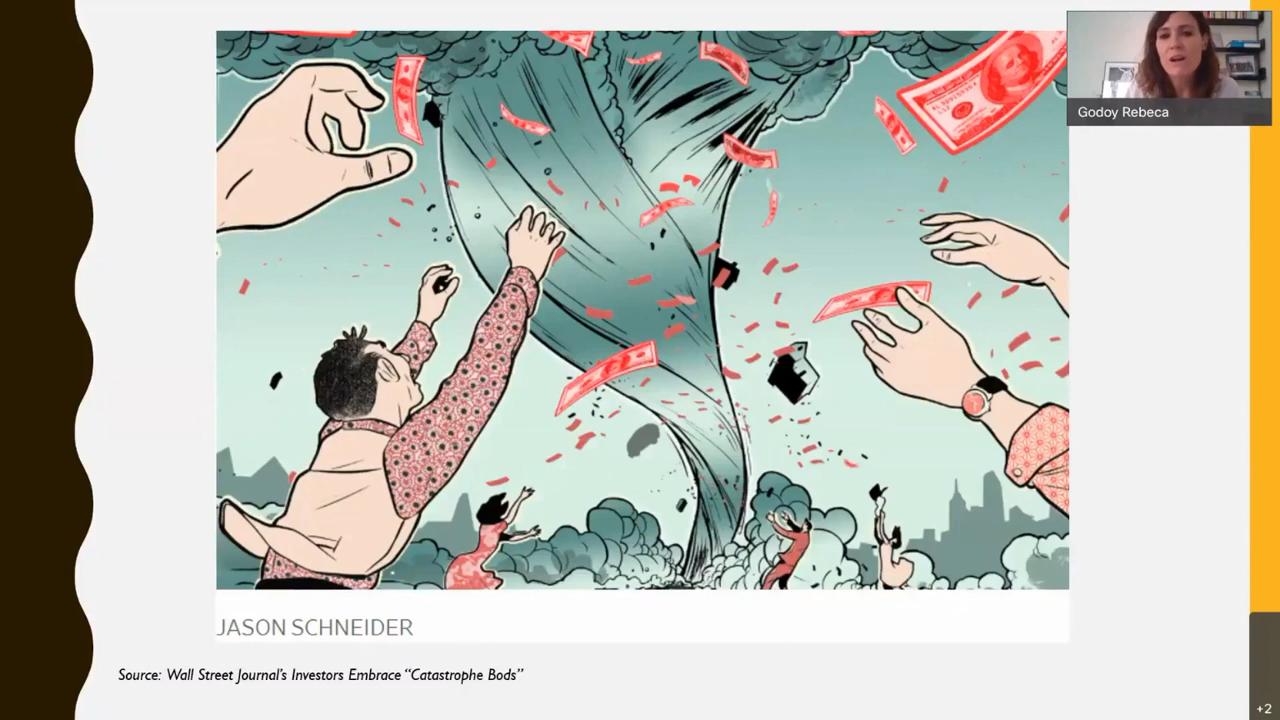 Godoy Rebeca
JASON SCHNEIDER
Source: Wall Street Journal's Investors Embrace “Catastrophe Bods”
+2